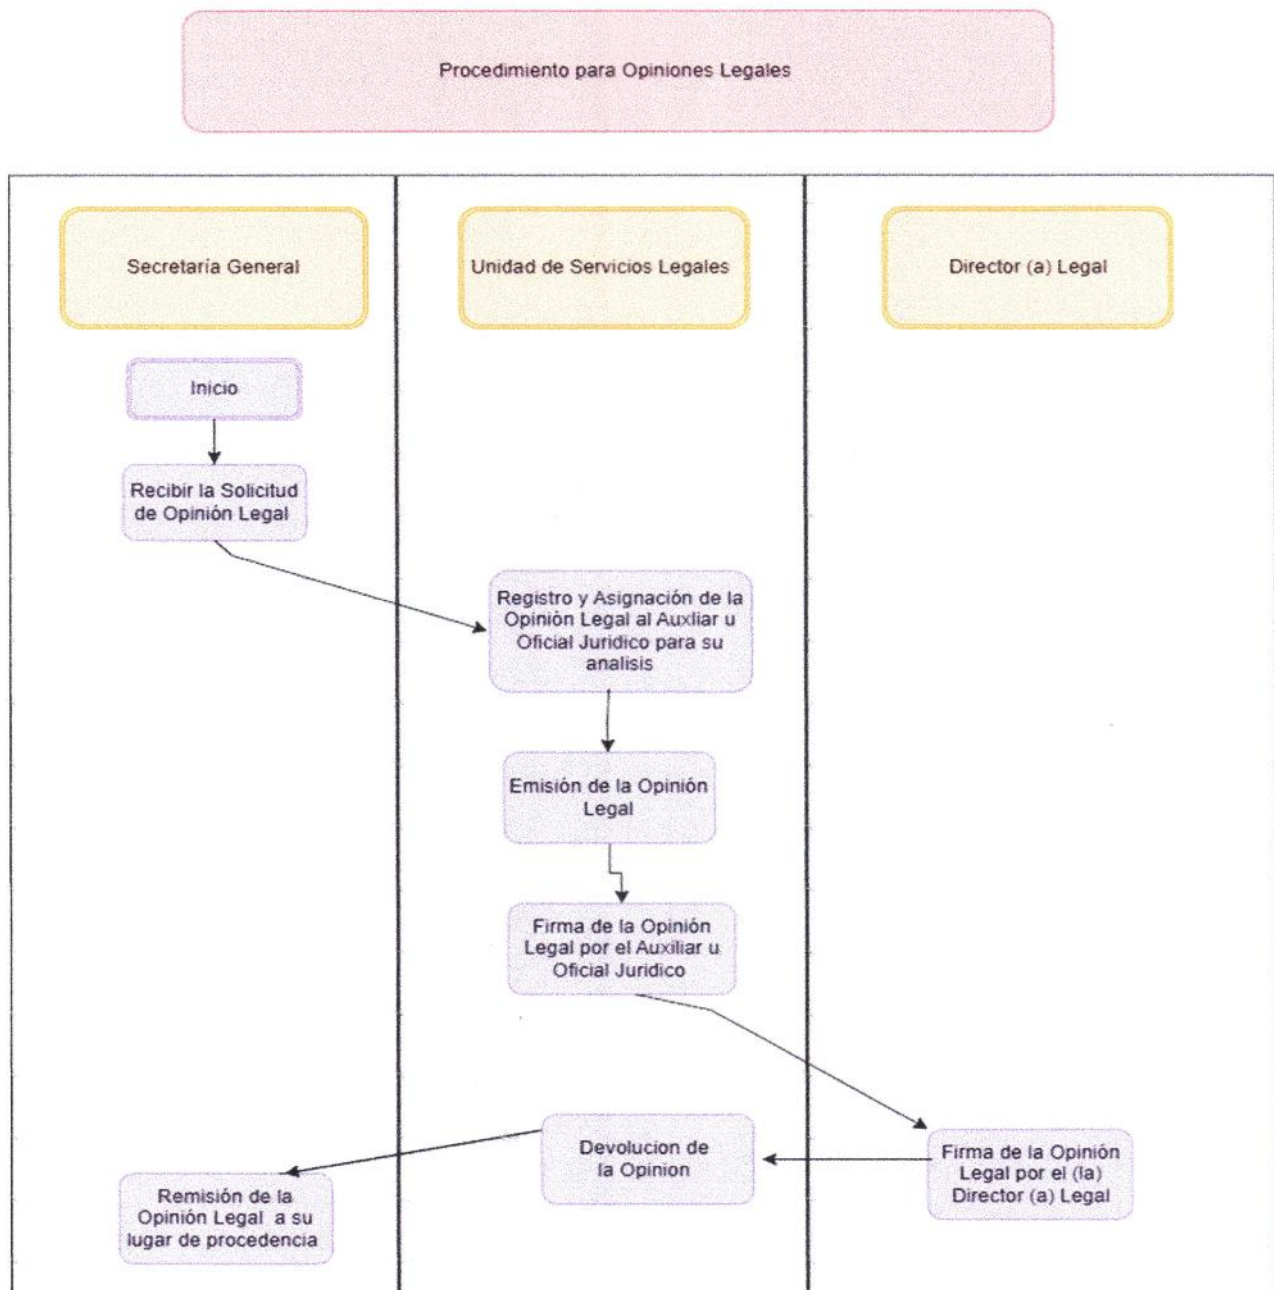 Procedimiento para Opiniones Legales
Secretaría General
Unidad de Servicios Legales
Director (a) Legal
Inicio
Recibir la Solicitud
de Opinión Legal
Registro y Asignación de la
Opinión Legal al Auxliar u
Oficial Juridico para su
analisis
Emisión de la Opinión
Legal
Firma de la Opinión
Legal por el Auxiliar u
Oficial Juridico
Firma de la Opinión
Legal por el (la)
Director (a) Legal
Devolucion de
la Opinion
Remisión de la
Opinión Legal a su
lugar de procedencia